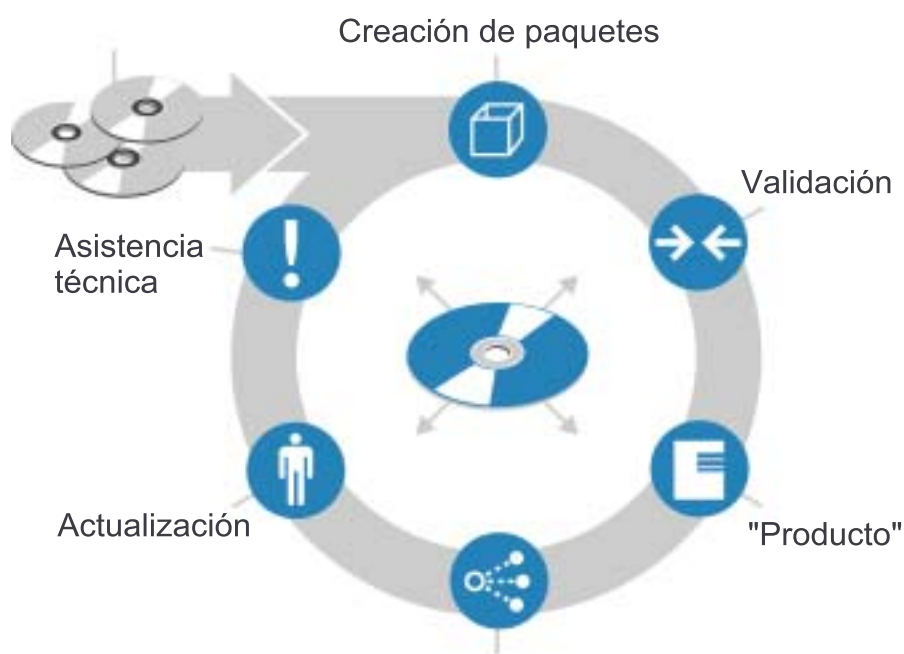 Creación de paquetes
Validación
Asistencia
técnica
Actualización
"Producto"